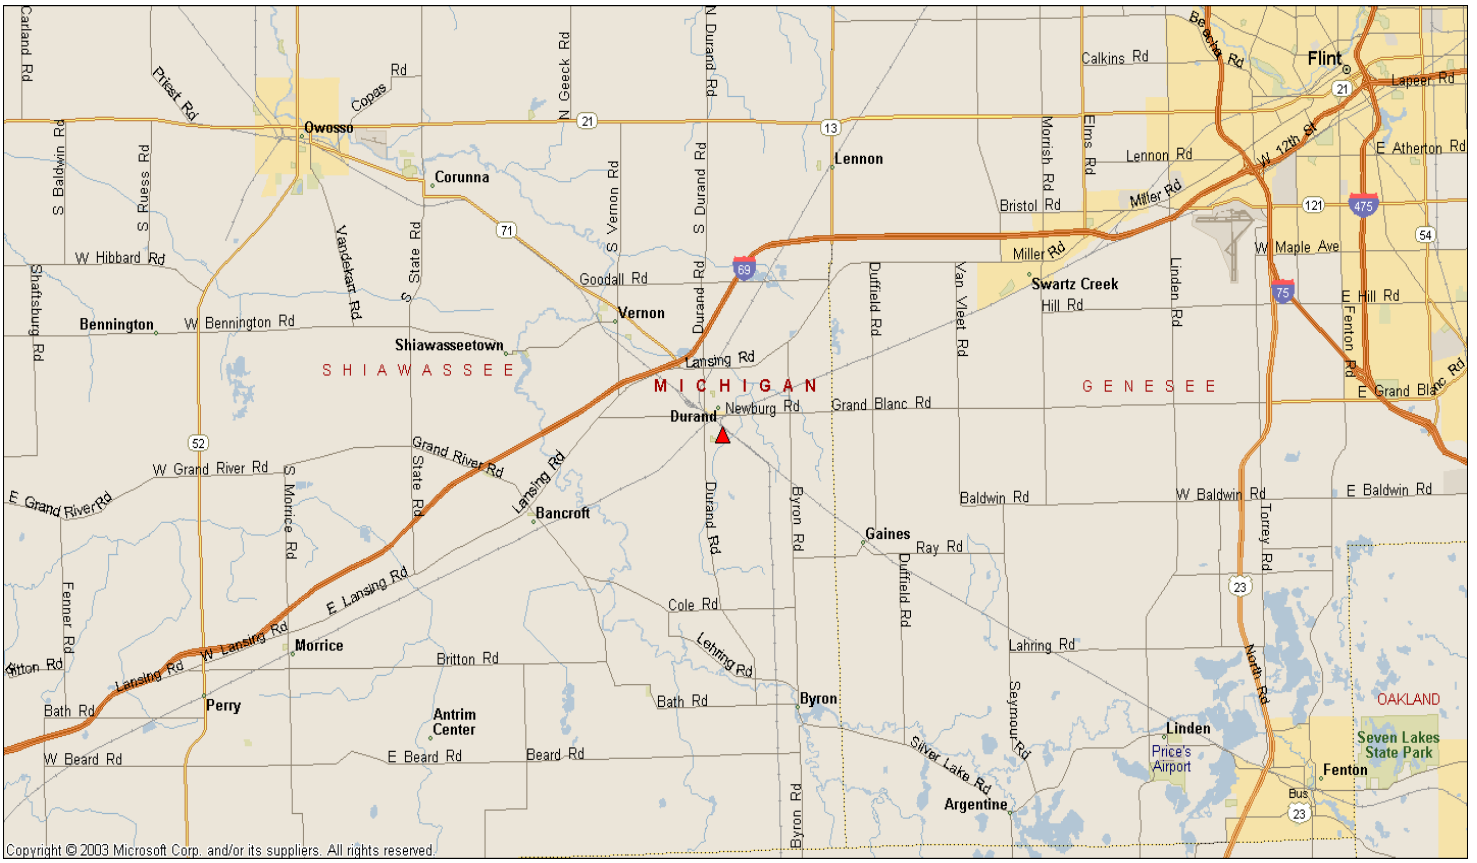 Carland Rd
Priest Rd
Copas Rd
N Geeck Rd
N Durand Rd
Beecher Rd
Calkins Rd
Flint
21
Lapeer Rd
Owosso
21
13
Elms Rd
Morrish Rd
W 12th St
E Atherton Rd
S Baldwin Rd
S Ruess Rd
Corunna
S Vernon Rd
S Durand Rd
Lennon
Lennon Rd
Miller Rd
Bristol Rd
121
475
54
71
Vandekarr Rd
S State Rd
W Hibbard Rd
Shaftsburg Rd
Goodall Rd
Durand Rd
69
Duffield Rd
Van Vleet Rd
Miller Rd
Swartz Creek
Hill Rd
Linden Rd
W Maple Ave
75
E Hill Rd
Fenton Rd
Bennington
W Bennington Rd
Vernon
Shiawasseetown
Lansing Rd
SHIAWASSEE
MICHIGAN
GENESEE
E Grand Blanc Rd
Durand
Newburg Rd
Grand Blanc Rd
52
W Grand River Rd
Grand River Rd
State Rd
S Morrice Rd
E Grand River Rd
Lansing Rd
Bancroft
Durand Rd
Byron Rd
Baldwin Rd
W Baldwin Rd
E Baldwin Rd
Torrey Rd
Gaines
Ray Rd
Duffield Rd
Fenner Rd
E Lansing Rd
Cole Rd
23
W Lansing Rd
Morrice
Lehring Rd
Lahring Rd
North Rd
Britton Rd
Lansing Rd
Perry
Bath Rd
Bath Rd
Byron
Seymour Rd
OAKLAND
Antrim
Center
Linden
Price's
Airport
Seven Lakes
State Park
W Beard Rd
E Beard Rd
Beard Rd
Silver Lake Rd
Argentine
Fenton
Bus
23
Byron Rd
Copyright © 2003 Microsoft Corp. and/or its suppliers. All rights reserved.